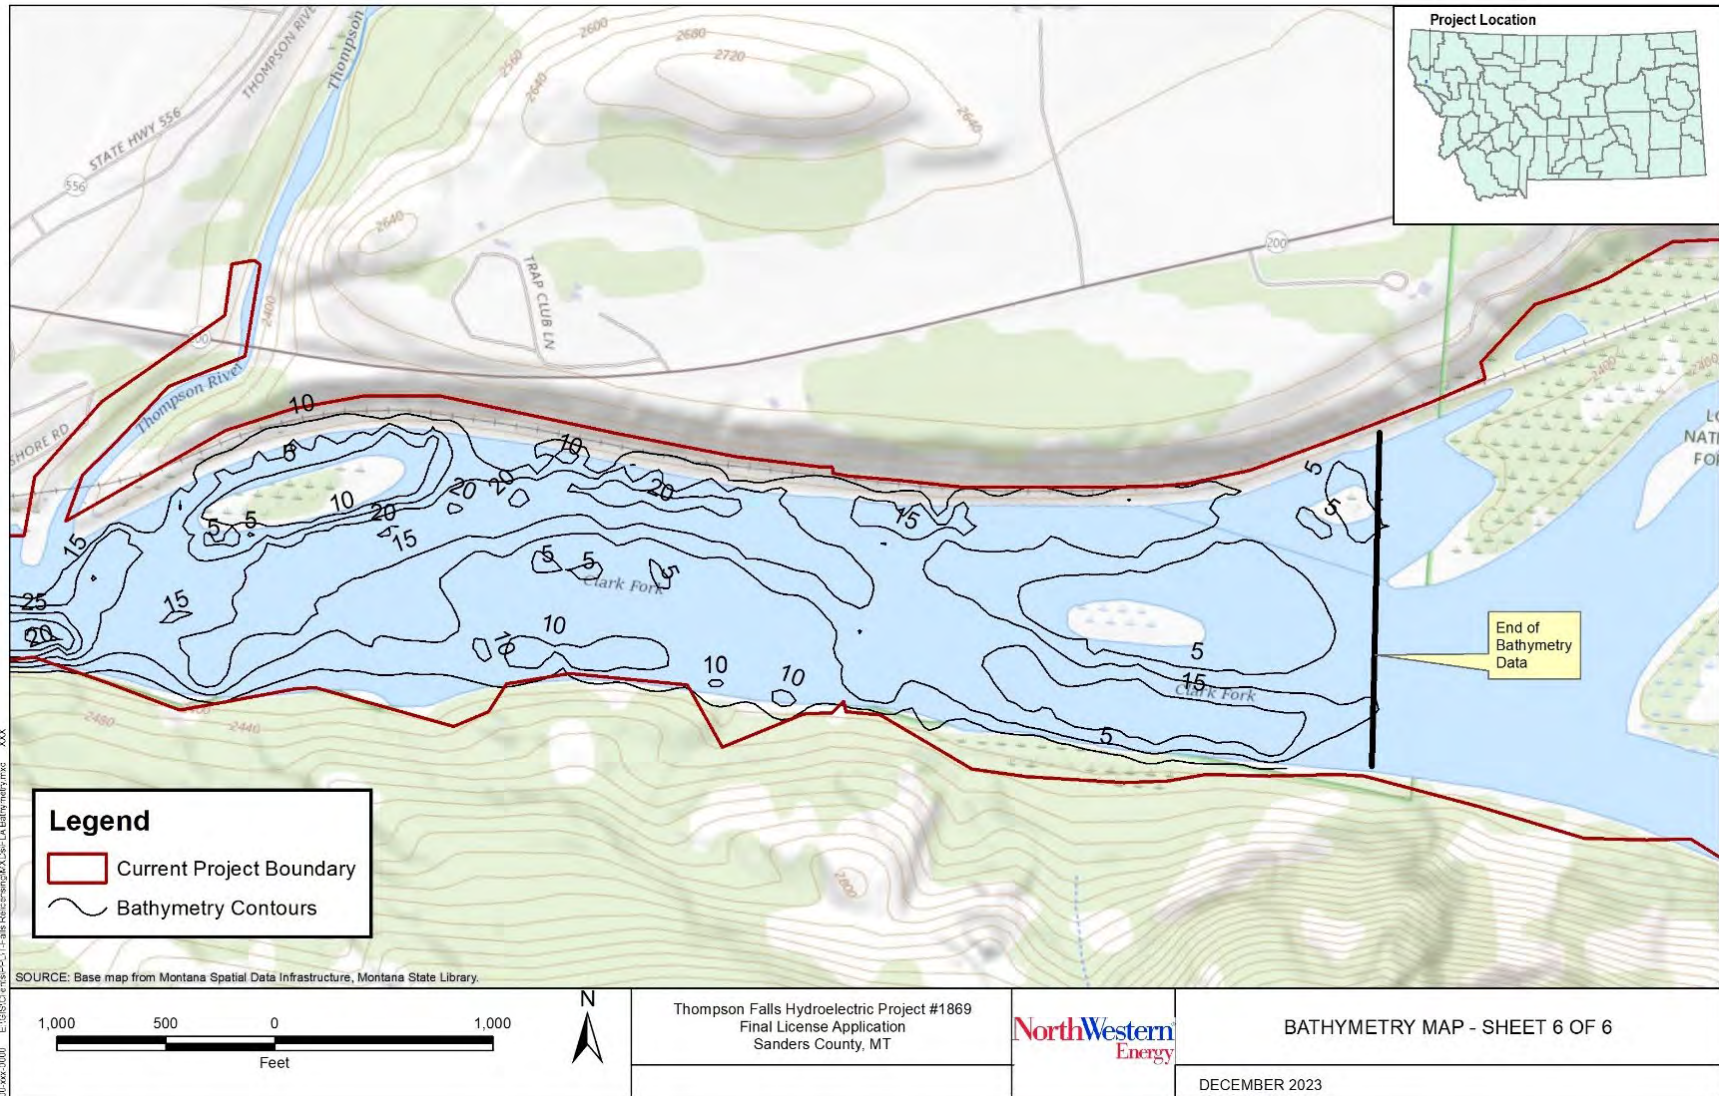 Project Location
Thompson
THOMPSON RIVE
STATE HWY 556
556
2600
2680
2720
2560
2640
2640
2640
TRAP CLUB LN
200
2400
Thompson River
SHORE RD
10
5
10
20
20
20
10
5
5
20
15
15
15
5
5
5
Clark Fork
5
5
15
25
20
10
10
10
10
5
15
Clark Fork
5
2400
2400
End of
Bathymetry
Data
2480
2440
2800
Legend
Current Project Boundary
Bathymetry Contours
SOURCE: Base map from Montana Spatial Data Infrastructure, Montana State Library.
1,000 500 0 1,000
Feet
N
Thompson Falls Hydroelectric Project #1869
Final License Application
Sanders County, MT
NorthWestern
Energy
BATHYMETRY MAP - SHEET 6 OF 6
DECEMBER 2023